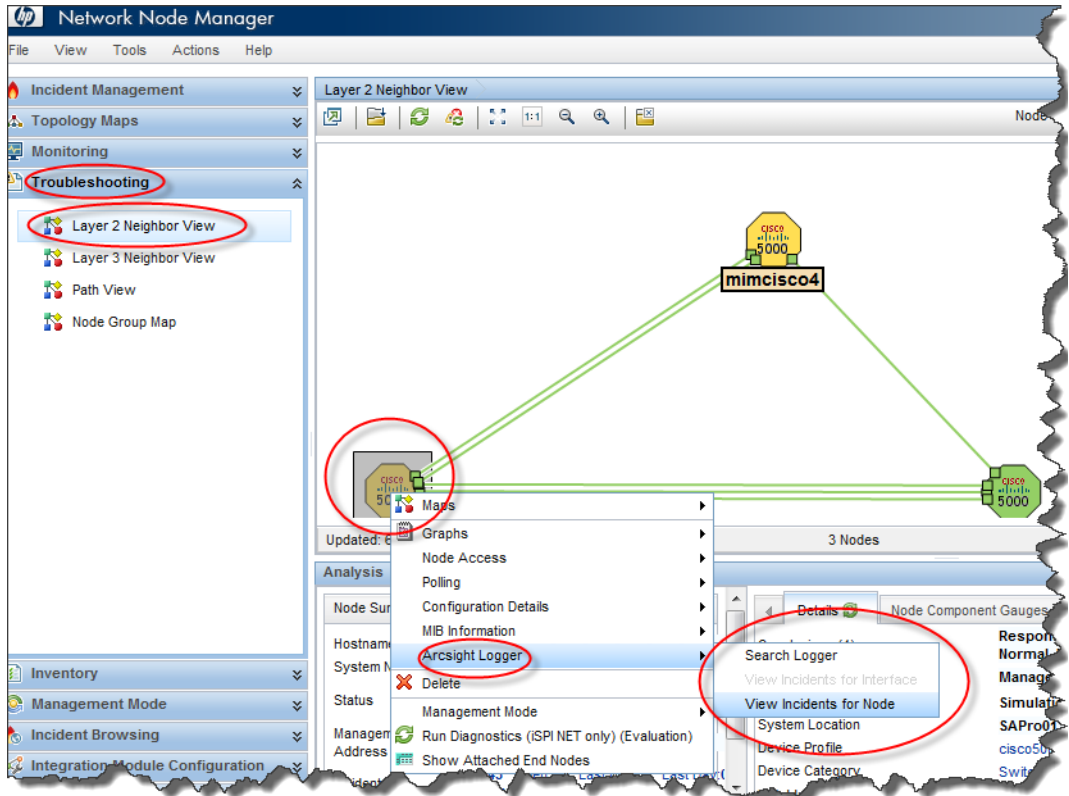 hp Network Node Manager
File View Tools Actions Help
Incident Management
Topology Maps
Monitoring
Troubleshooting
Layer 2 Neighbor View
Layer 3 Neighbor View
Path View
Node Group Map
Inventory
Management Mode
Incident Browsing
Integration Module Configuration
Layer 2 Neighbor View
1:1
Node
CISCO
5000
mimcisco4
CISCO
CISCO
5000
Updated:
3 Nodes
Analysis
Maps
Graphs
Node Access
Polling
Configuration Details
MIB Information
Arcsight Logger
Delete
Management Mode
Run Diagnostics (iSPI NET only) (Evaluation)
Show Attached End Nodes
Search Logger
View Incidents for Interface
View Incidents for Node
Status
Address
Details
Node Component Gauges
Normal
System Location
SAPro01
Device Profile
Device Category